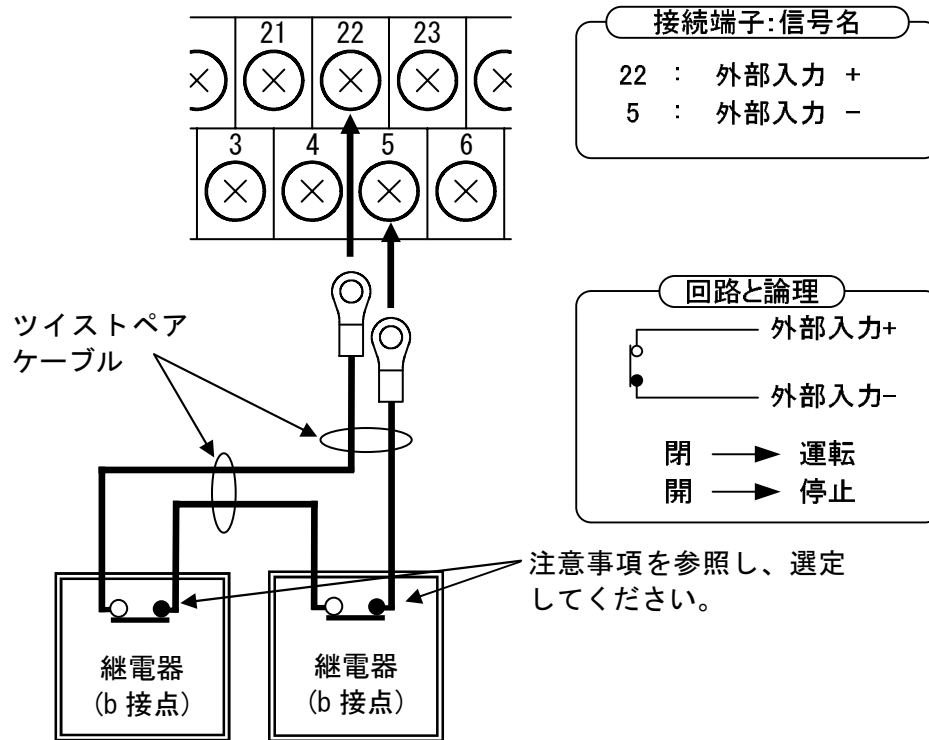 21 22 23
3 4 5 6
接続端子:信号名
22 : 外部入力 +
5 : 外部入力 −
ツイストペア
ケーブル
回路と論理
外部入力+
外部入力−
閉 → 運転
開 → 停止
注意事項を参照し、選定
してください。
継電器
(b 接点)
継電器
(b 接点)